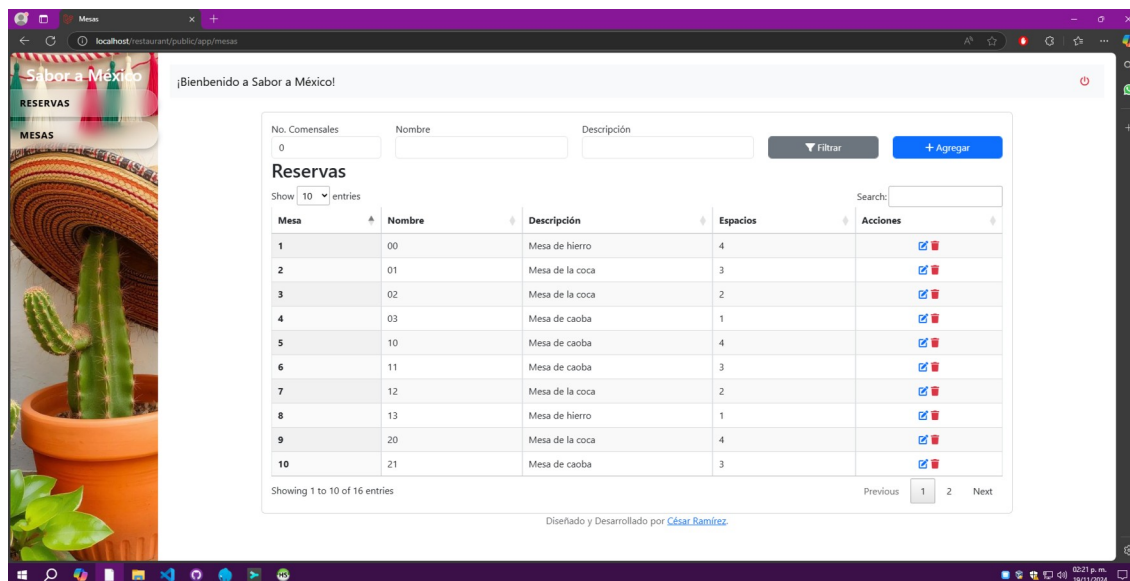 Mesas
localhost/restaurant/public/app/mesas
Sabor a México
RESERVAS
MESAS
¡Bienbenido a Sabor a México!
No. Comensales Nombre Descripción
0 Filtrar + Agregar
Reservas
Show 10 entries Search:
Mesa Nombre Descripción Espacios Acciones
1 00 Mesa de hierro 4
2 01 Mesa de la coca 3
3 02 Mesa de la coca 2
4 03 Mesa de caoba 1
5 10 Mesa de caoba 4
6 11 Mesa de caoba 3
7 12 Mesa de la coca 2
8 13 Mesa de hierro 1
9 20 Mesa de la coca 4
10 21 Mesa de caoba 3
Showing 1 to 10 of 16 entries Previous 1 2 Next
Diseñado y Desarrollado por César Ramírez.
02:21 p. m.
19/11/2024